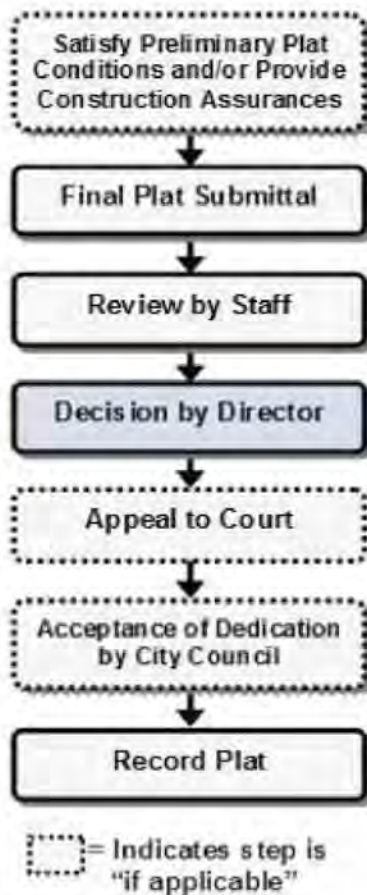 Satisfy Preliminary Plat
Conditions and/or Provide
Construction Assurances
Final Plat Submittal
Review by Staff
Decision by Director
Appeal to Court
Acceptance of Dedication
by City Council
Record Plat
= Indicates step is
"if applicable"